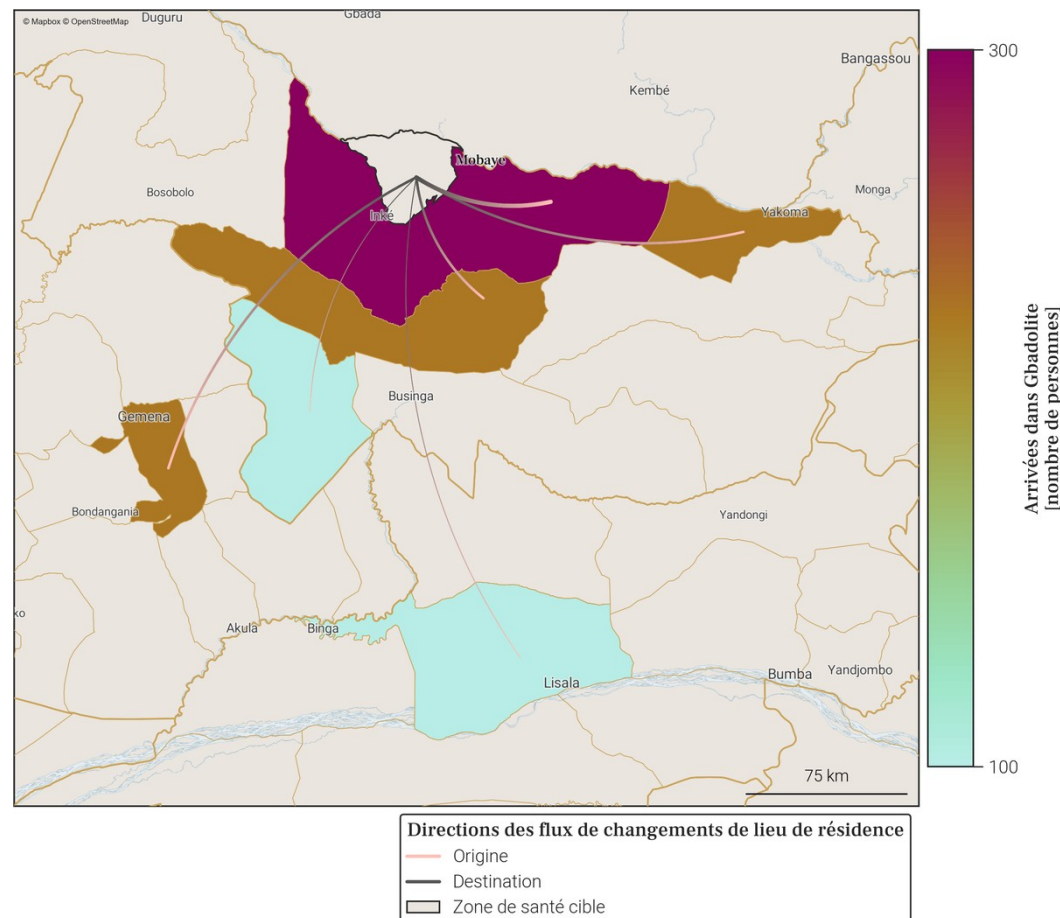 © Mapbox © OpenStreetMap
Duguru
Gbada
Bangassou
Kembé
Mobaye
Bosobolo
Monga
Inké
Yakoma
Businga
Gemena
Bondangania
Yandongi
ko
Akula
Binga
Lisala
Bumba
Yandjombo
75 km
300
100
Arrivées dans Gbadolite
[nombre de personnes]
Directions des flux de changements de lieu de résidence
Origine
Destination
Zone de santé cible